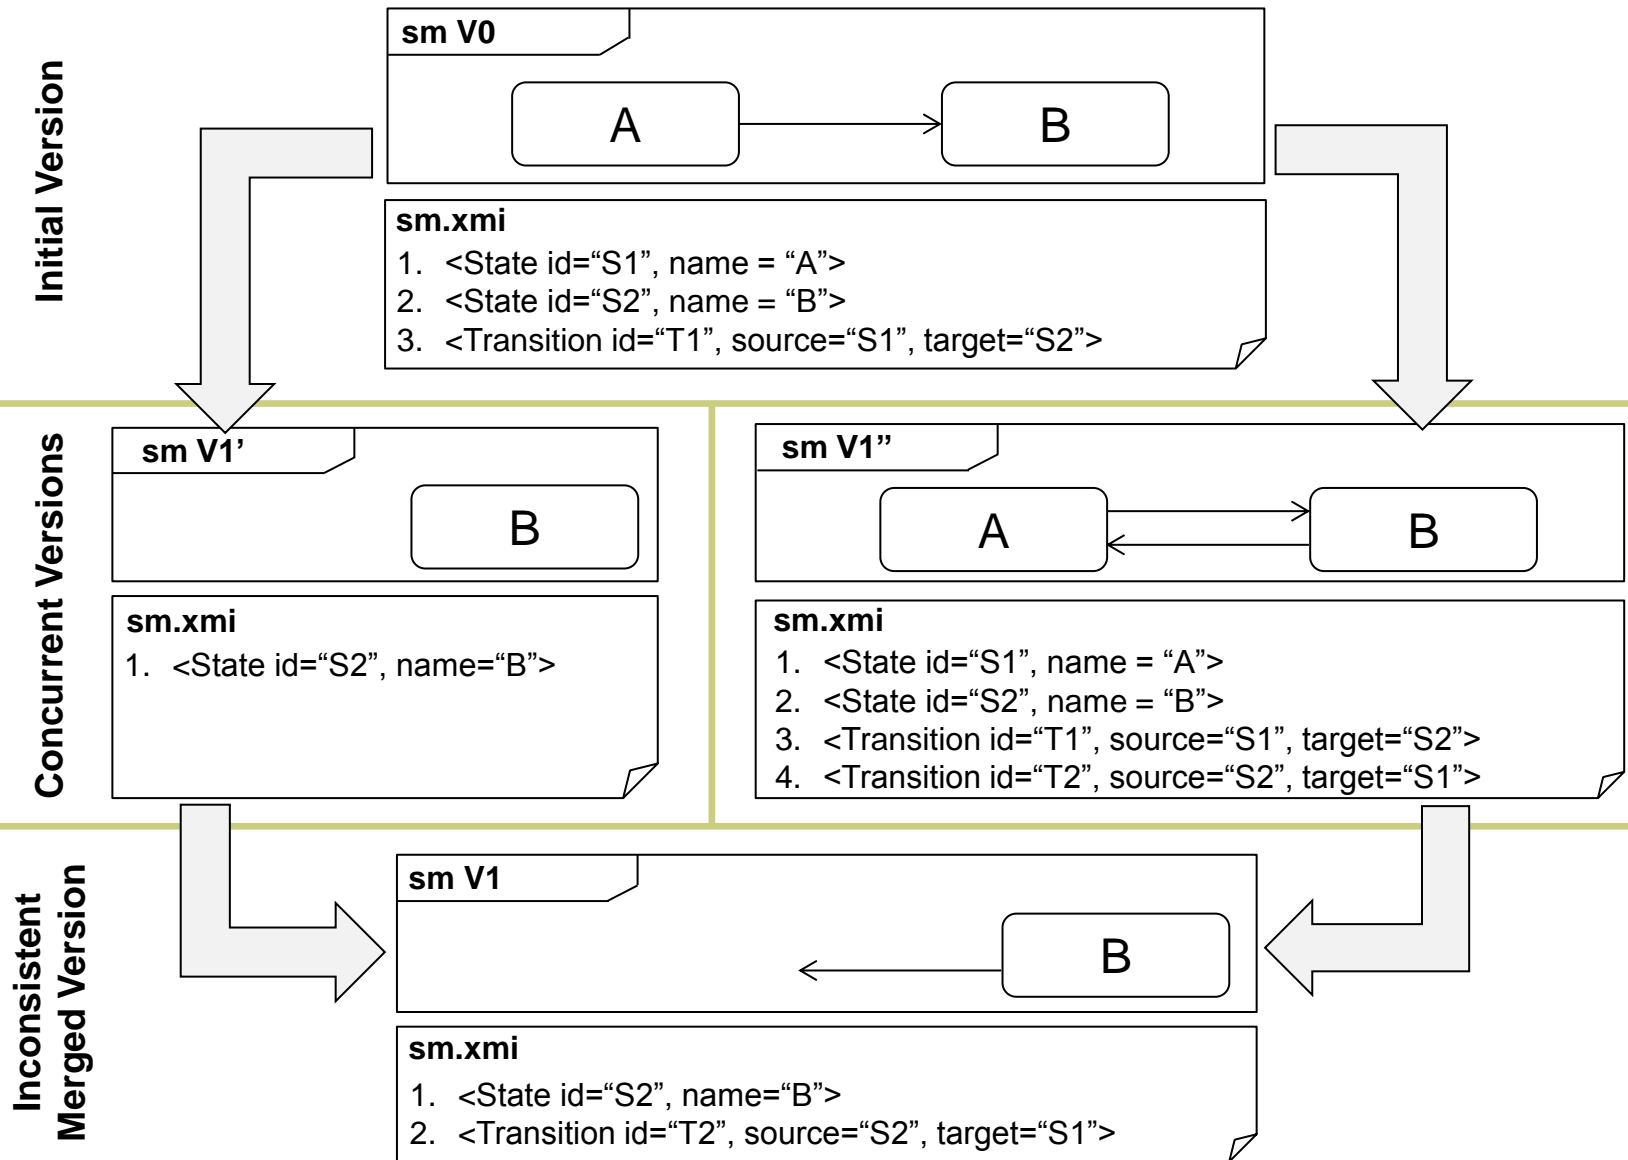 Initial Version
sm V0
A
B
sm.xmi
1. <State id=“S1”, name = “A”>
2. <State id=“S2”, name = “B”>
3. <Transition id=“T1”, source=“S1”, target=“S2”>
Concurrent Versions
sm V1’
B
sm.xmi
1. <State id=“S2”, name=“B”>
sm V1”
A
B
sm.xmi
1. <State id=“S1”, name = “A”>
2. <State id=“S2”, name = “B”>
3. <Transition id=“T1”, source=“S1”, target=“S2”>
4. <Transition id=“T2”, source=“S2”, target=“S1”>
Inconsistent
Merged Version
sm V1
B
sm.xmi
1. <State id=“S2”, name=“B”>
2. <Transition id=“T2”, source=“S2”, target=“S1”>